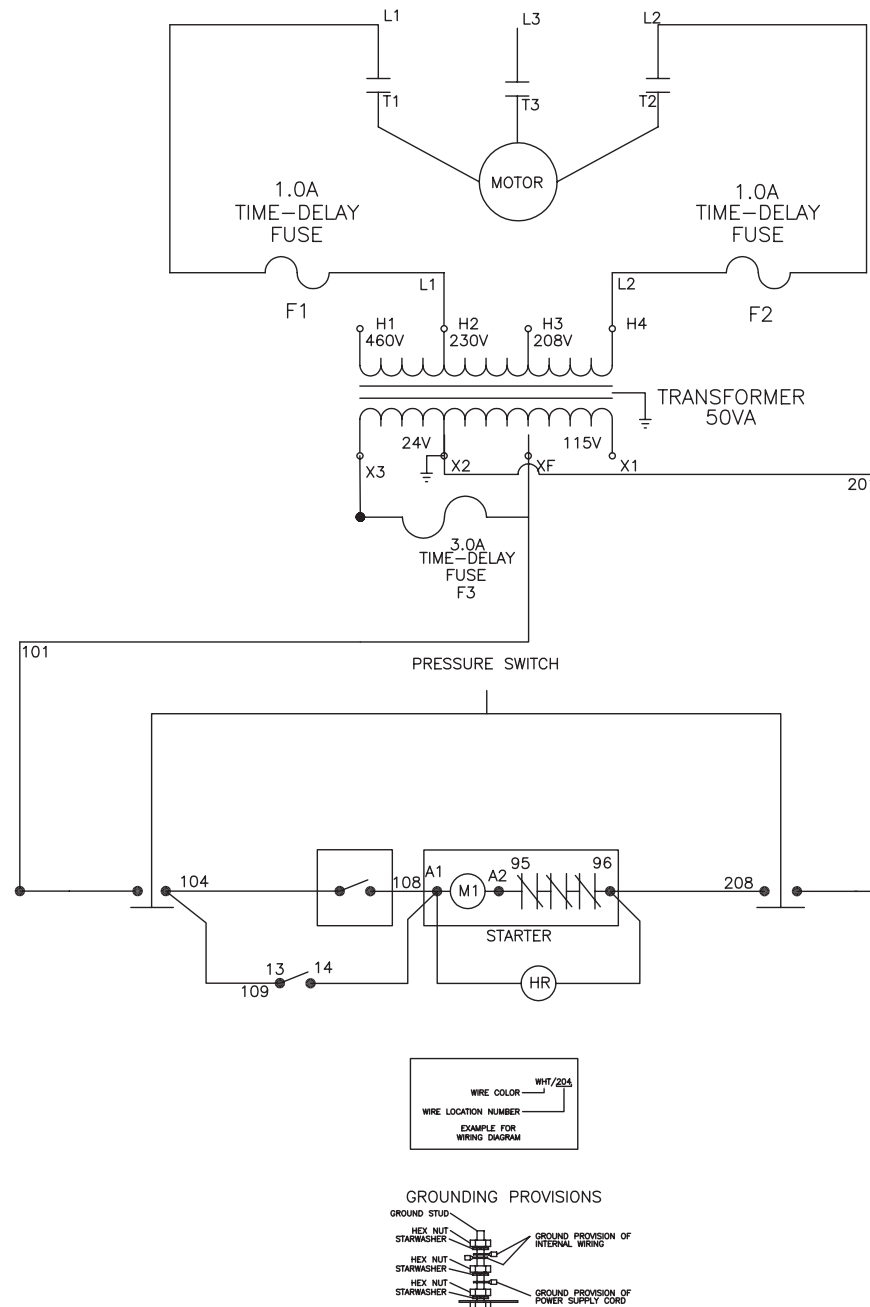 L1
L3
L2
T1
T3
T2
MOTOR
1.0A
TIME-DELAY
FUSE
F1
1.0A
TIME-DELAY
FUSE
F2
L1
L2
H1
460V
H2
230V
H3
208V
H4
TRANSFORMER
50VA
24V
115V
X3
X2
XF
X1
201
3.0A
TIME-DELAY
FUSE
F3
101
PRESSURE SWITCH
104
108
A1
M1
A2
95
96
208
STARTER
13
14
109
HR
WHT/204
WIRE COLOR
WIRE LOCATION NUMBER
EXAMPLE FOR
WIRING DIAGRAM
GROUNDING PROVISIONS
GROUND STUD
HEX NUT
STARWASHER
GROUND PROVISION OF
INTERNAL WIRING
HEX NUT
STARWASHER
HEX NUT
STARWASHER
GROUND PROVISION OF
POWER SUPPLY CORD